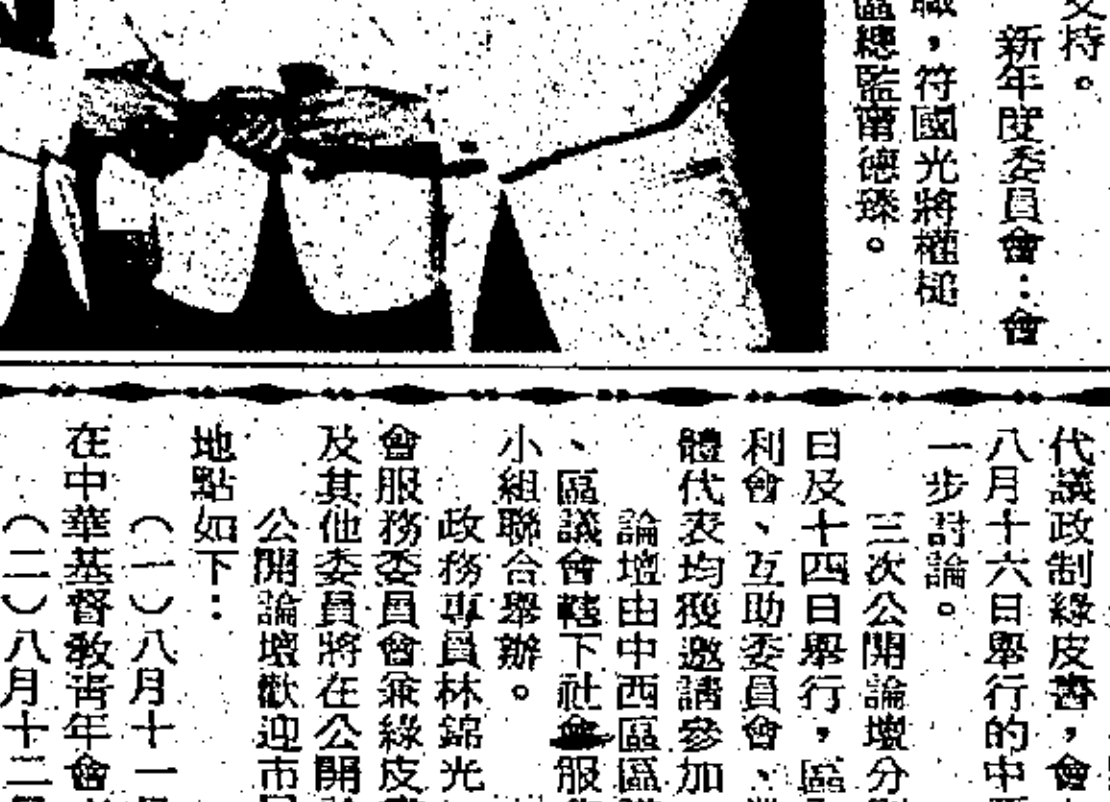 支持。
新年度委員會：會
職，符國光將權槌
區總監甯德臻。
代議政制綠皮書，會
八月十六日舉行的中
一步討論。
三次公開論壇分
日及十四日舉行，區
利會、互助委員會、
體代表均獲邀請參加
論壇由中西區區議
、區議會轄下社會服
小組聯合舉辦。
政務專員林錦光
會服務委員會兼綠皮
及其他委員將在公開
公開論壇歡迎市民
地點如下：
（一）八月十一
在中華基督教青年會
（二）八月十二